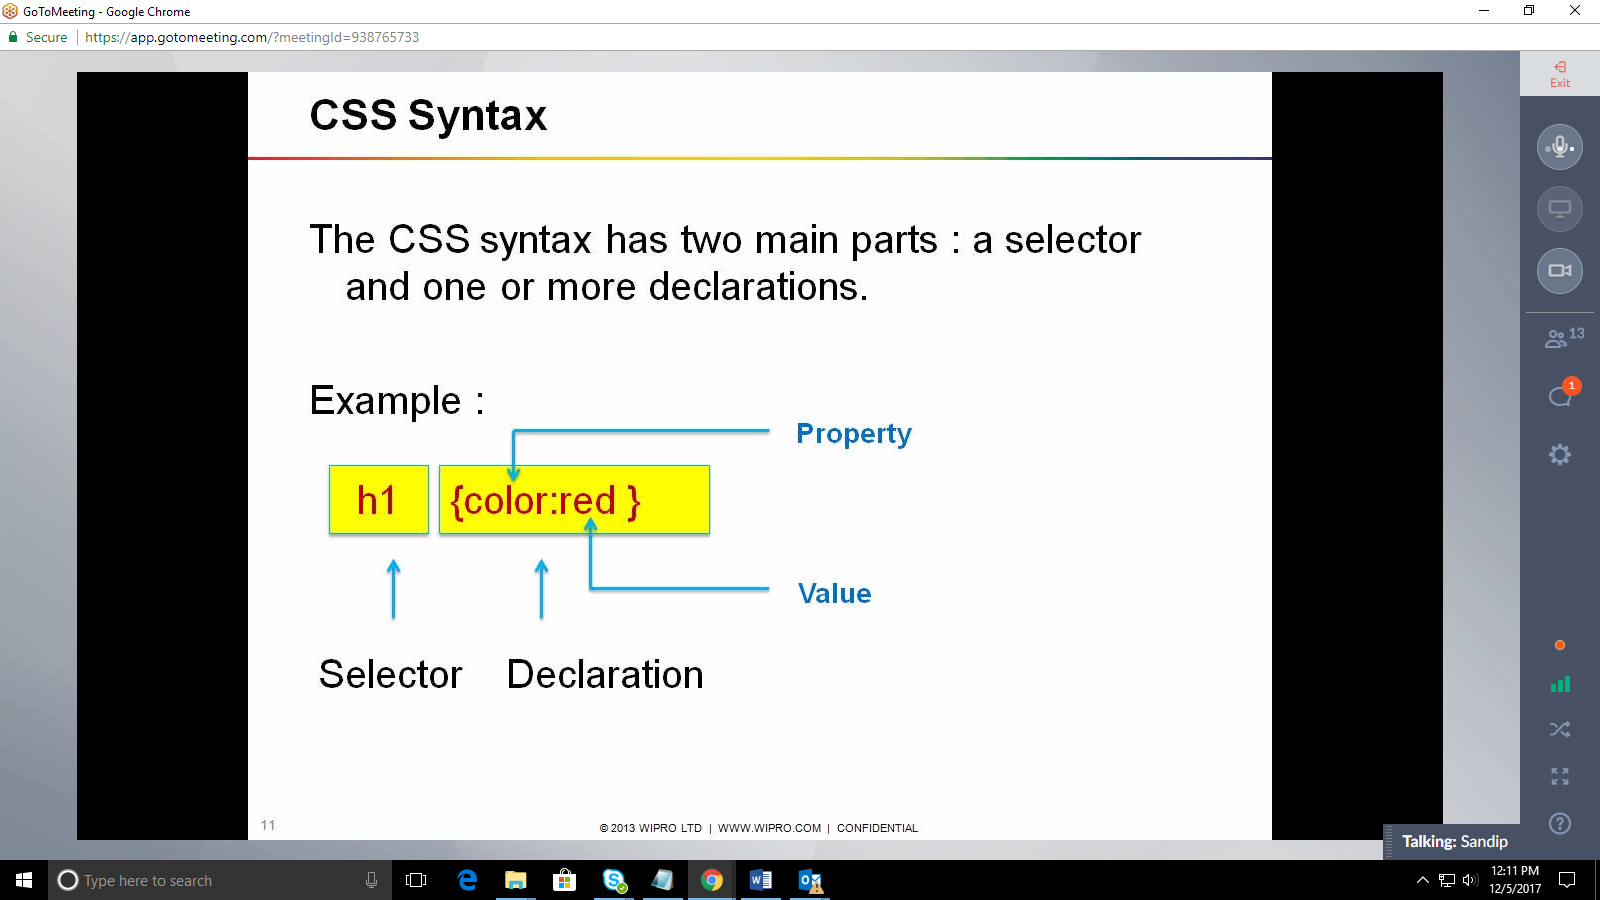 GoToMeeting - Google Chrome
Secure | https://app.gotomeeting.com/?meetingId=938765733
Exit
CSS Syntax
The CSS syntax has two main parts : a selector
and one or more declarations.
13
1
Example :
Property
h1 {color:red }
Value
Selector Declaration
11
© 2013 WIPRO LTD | WWW.WIPRO.COM | CONFIDENTIAL
Talking: Sandip
Type here to search
12:11 PM
12/5/2017